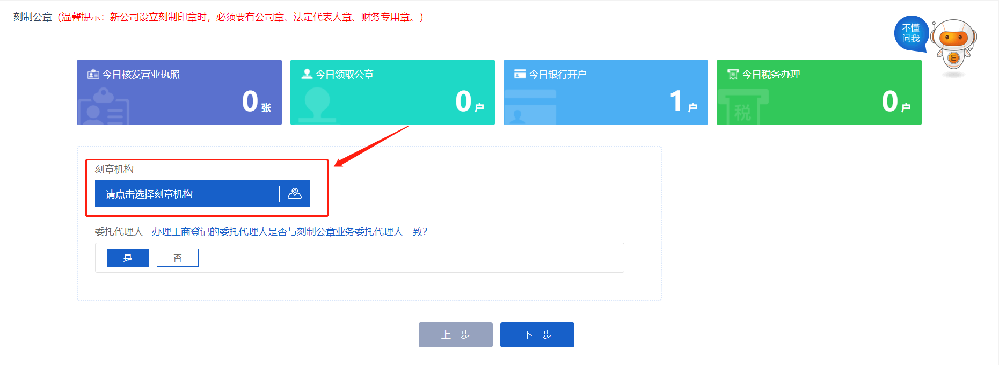 刻制公章（温馨提示：新公司设立刻制印章时，必须要有公司章、法定代表人章、财务专用章。）
不懂
问我
E
今日核发营业执照
0 张
今日领取公章
0 户
今日银行开户
1 户
今日税务办理
税
0 户
刻章机构
请点击选择刻章机构
委托代理人 办理工商登记的委托代理人是否与刻制公章业务委托代理人一致？
是 否
上一步 下一步